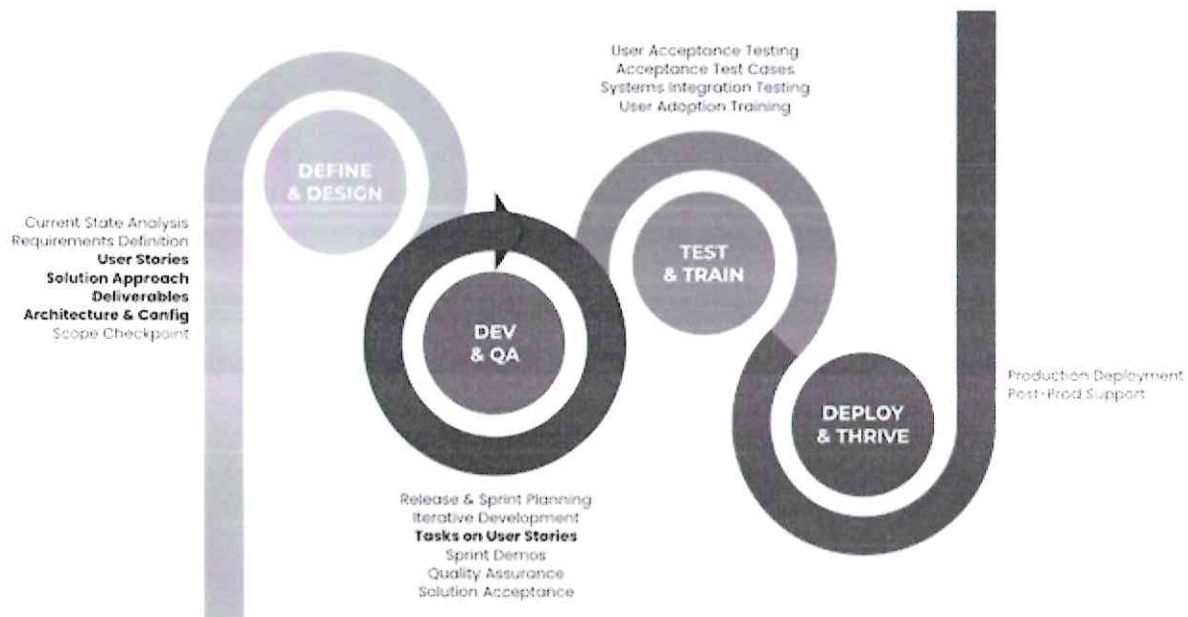 DEFINE
& DESIGN
Current State Analysis
Requirements Definition
User Stories
Solution Approach
Deliverables
Architecture & Config
Scope Checkpoint
DEV
& QA
Release & Sprint Planning
Iterative Development
Tasks on User Stories
Sprint Demos
Quality Assurance
Solution Acceptance
User Acceptance Testing
Acceptance Test Cases
Systems Integration Testing
User Adoption Training
TEST
& TRAIN
DEPLOY
& THRIVE
Production Deployment
Post-Prod Support